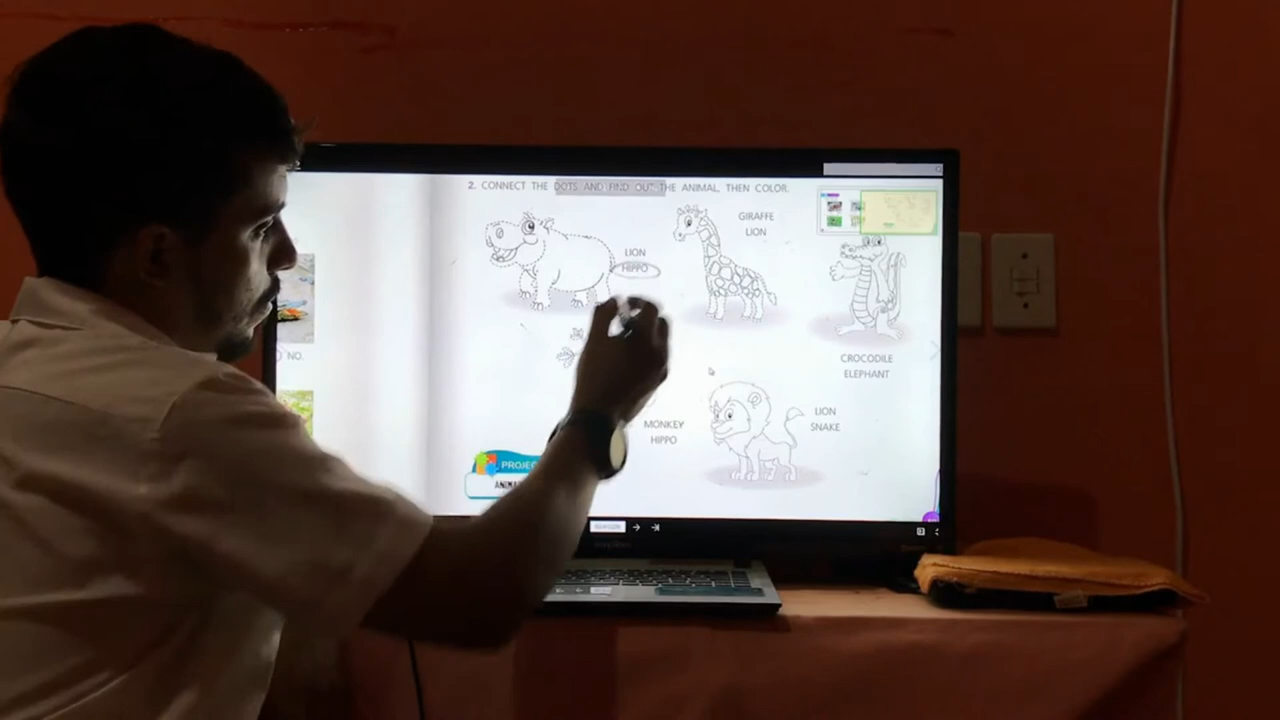 2. CONNECT THE DOTS AND FIND OUT THE ANIMAL, THEN COLOR.
GIRAFFE
LION
LION
HIPPO
NO.
CROCODILE
ELEPHANT
MONKEY
HIPPO
LION
SNAKE